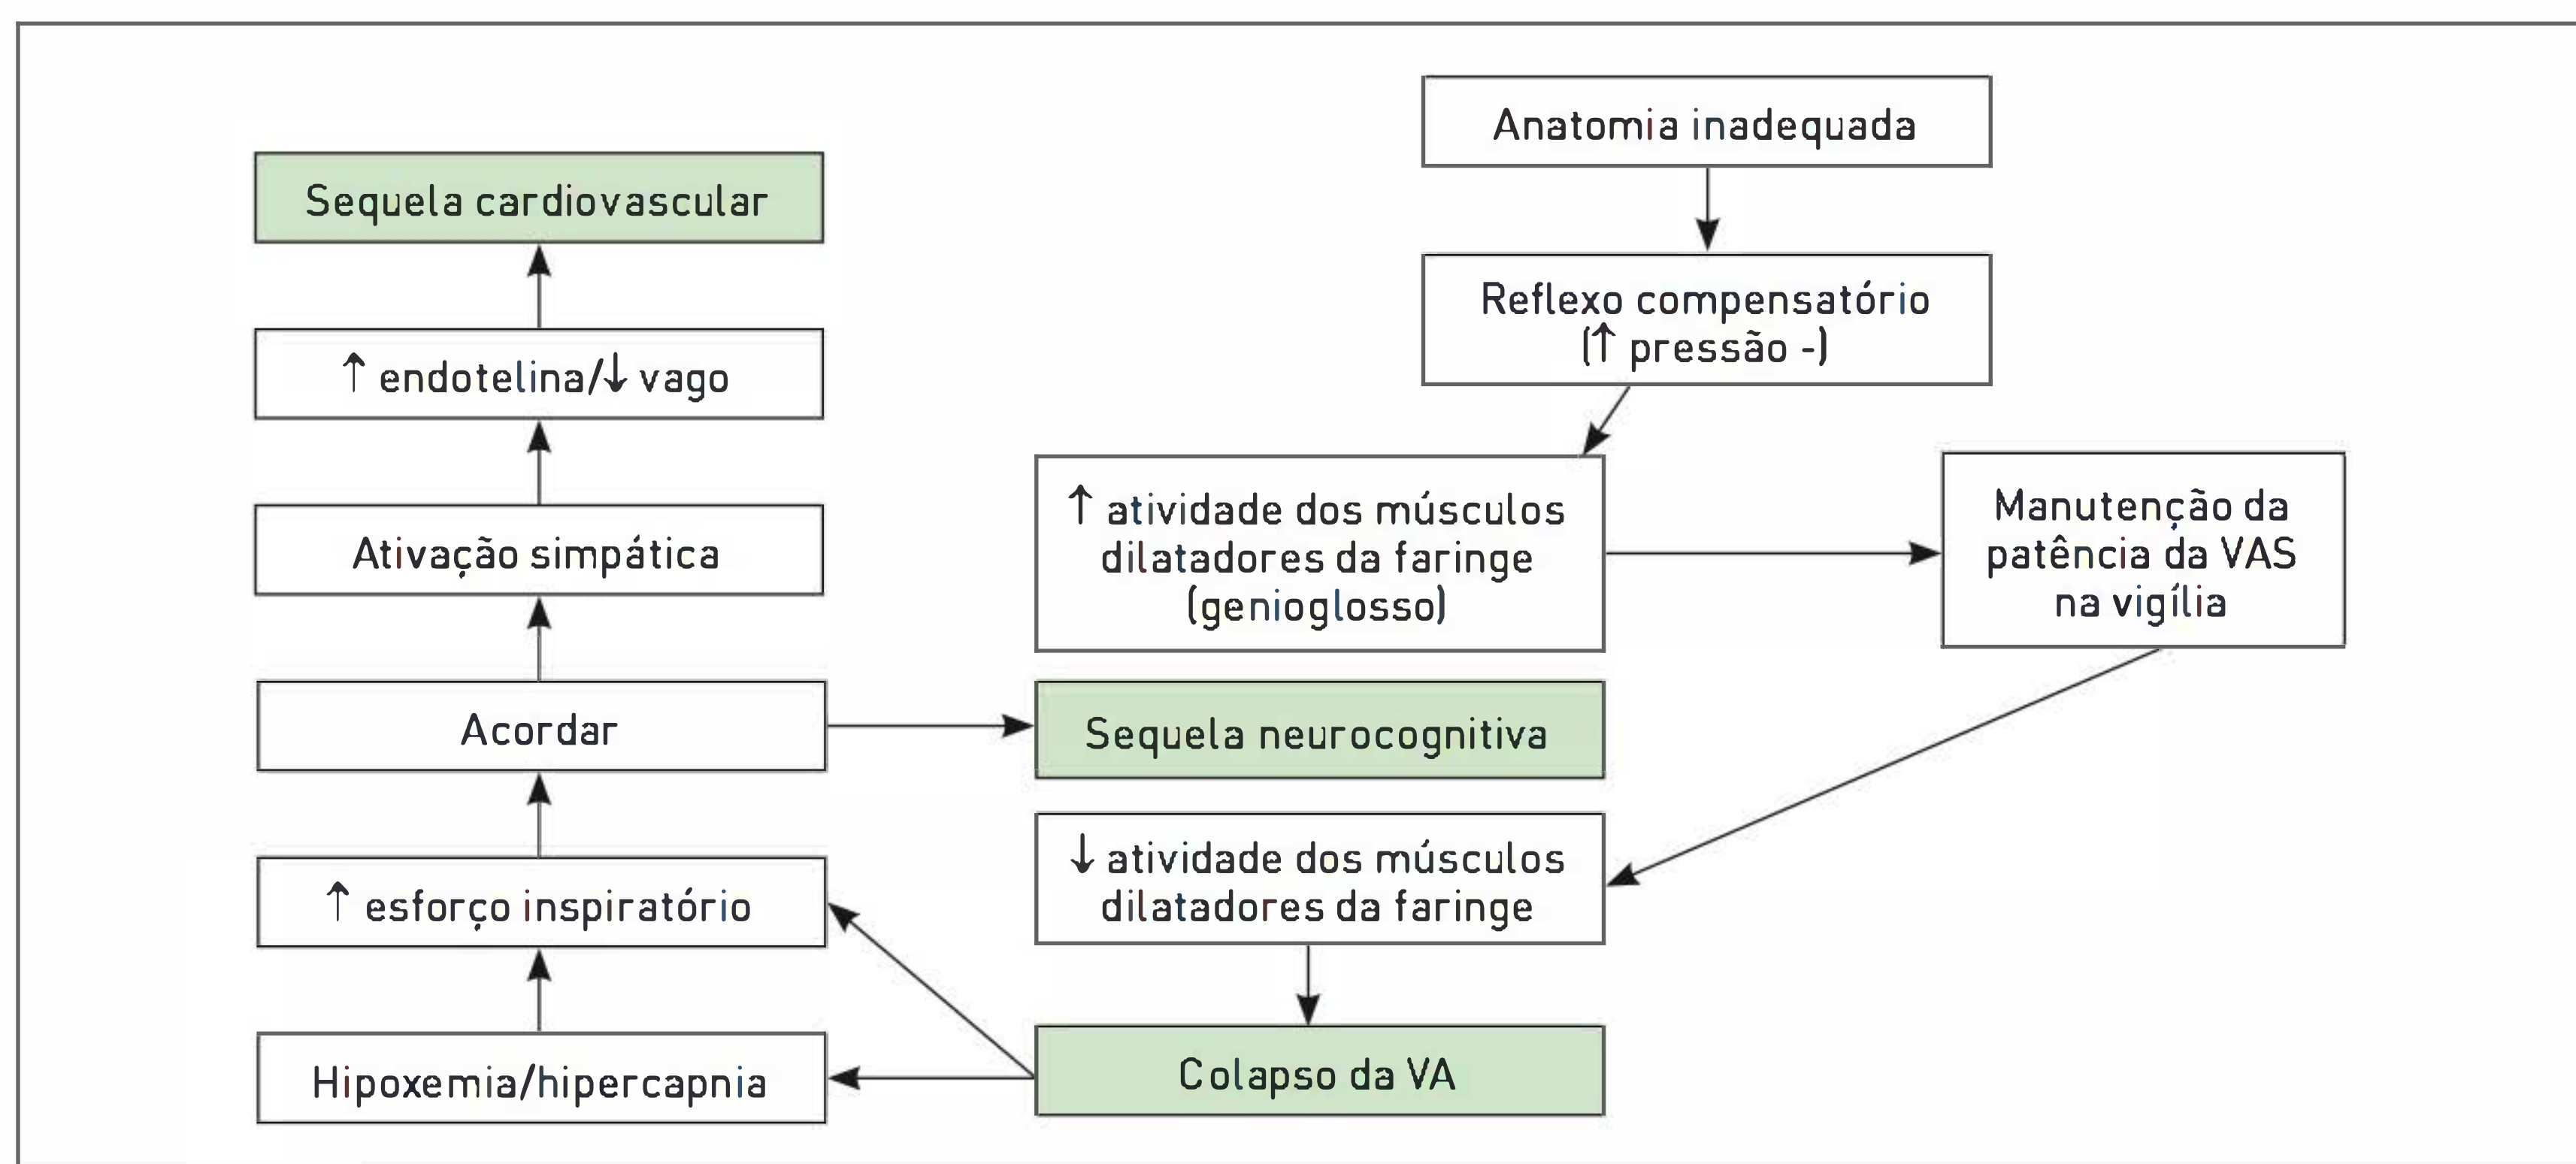 Anatomia inadequada
Sequela cardiovascular
Reflexo compensatório
(↑ pressão -)
↑ endotelina/↓ vago
↑ atividade dos músculos
dilatadores da faringe
(genioglosso)
Manutenção da
patência da VAS
na vigília
Ativação simpática
Acordar
Sequela neurocognitiva
↓ atividade dos músculos
dilatadores da faringe
↑ esforço inspiratório
Hipoxemia/hipercapnia
Colapso da VA